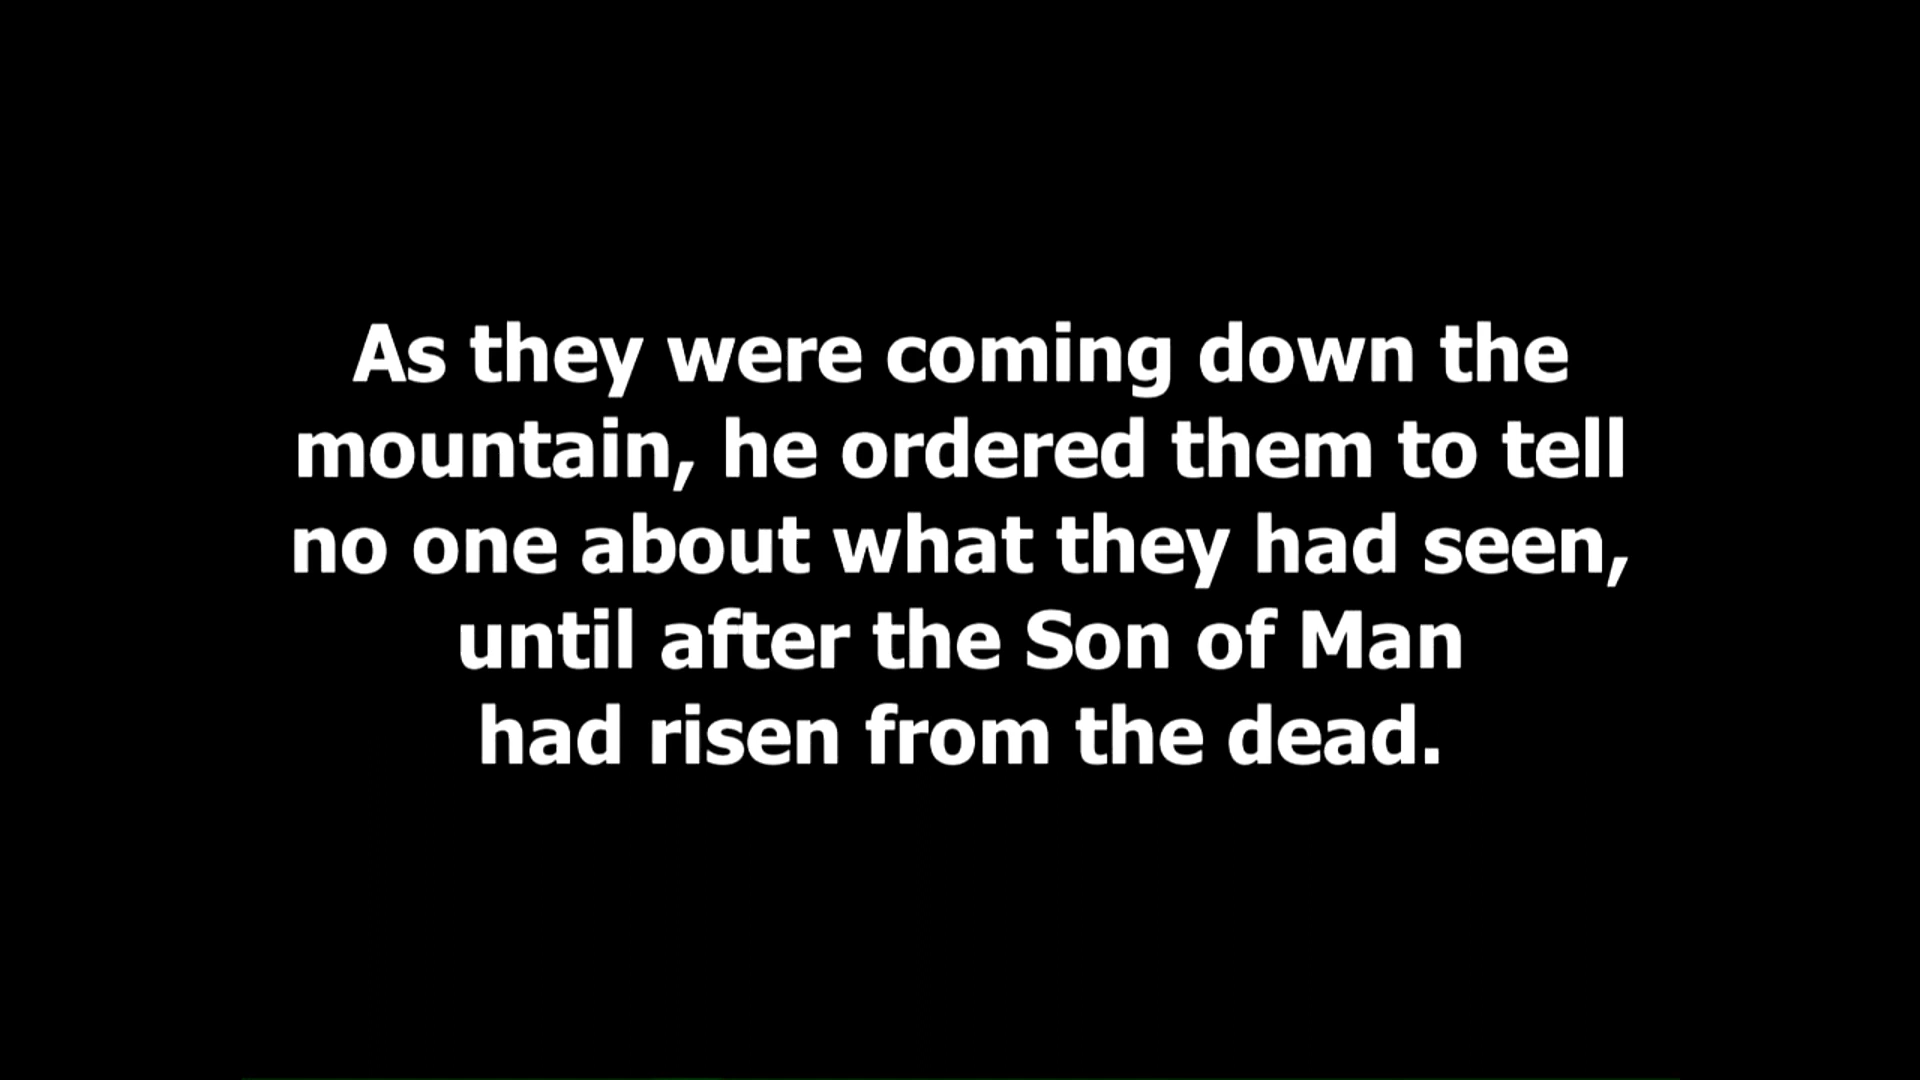 As they were coming down the
mountain, he ordered them to tell
no one about what they had seen,
until after the Son of Man
had risen from the dead.